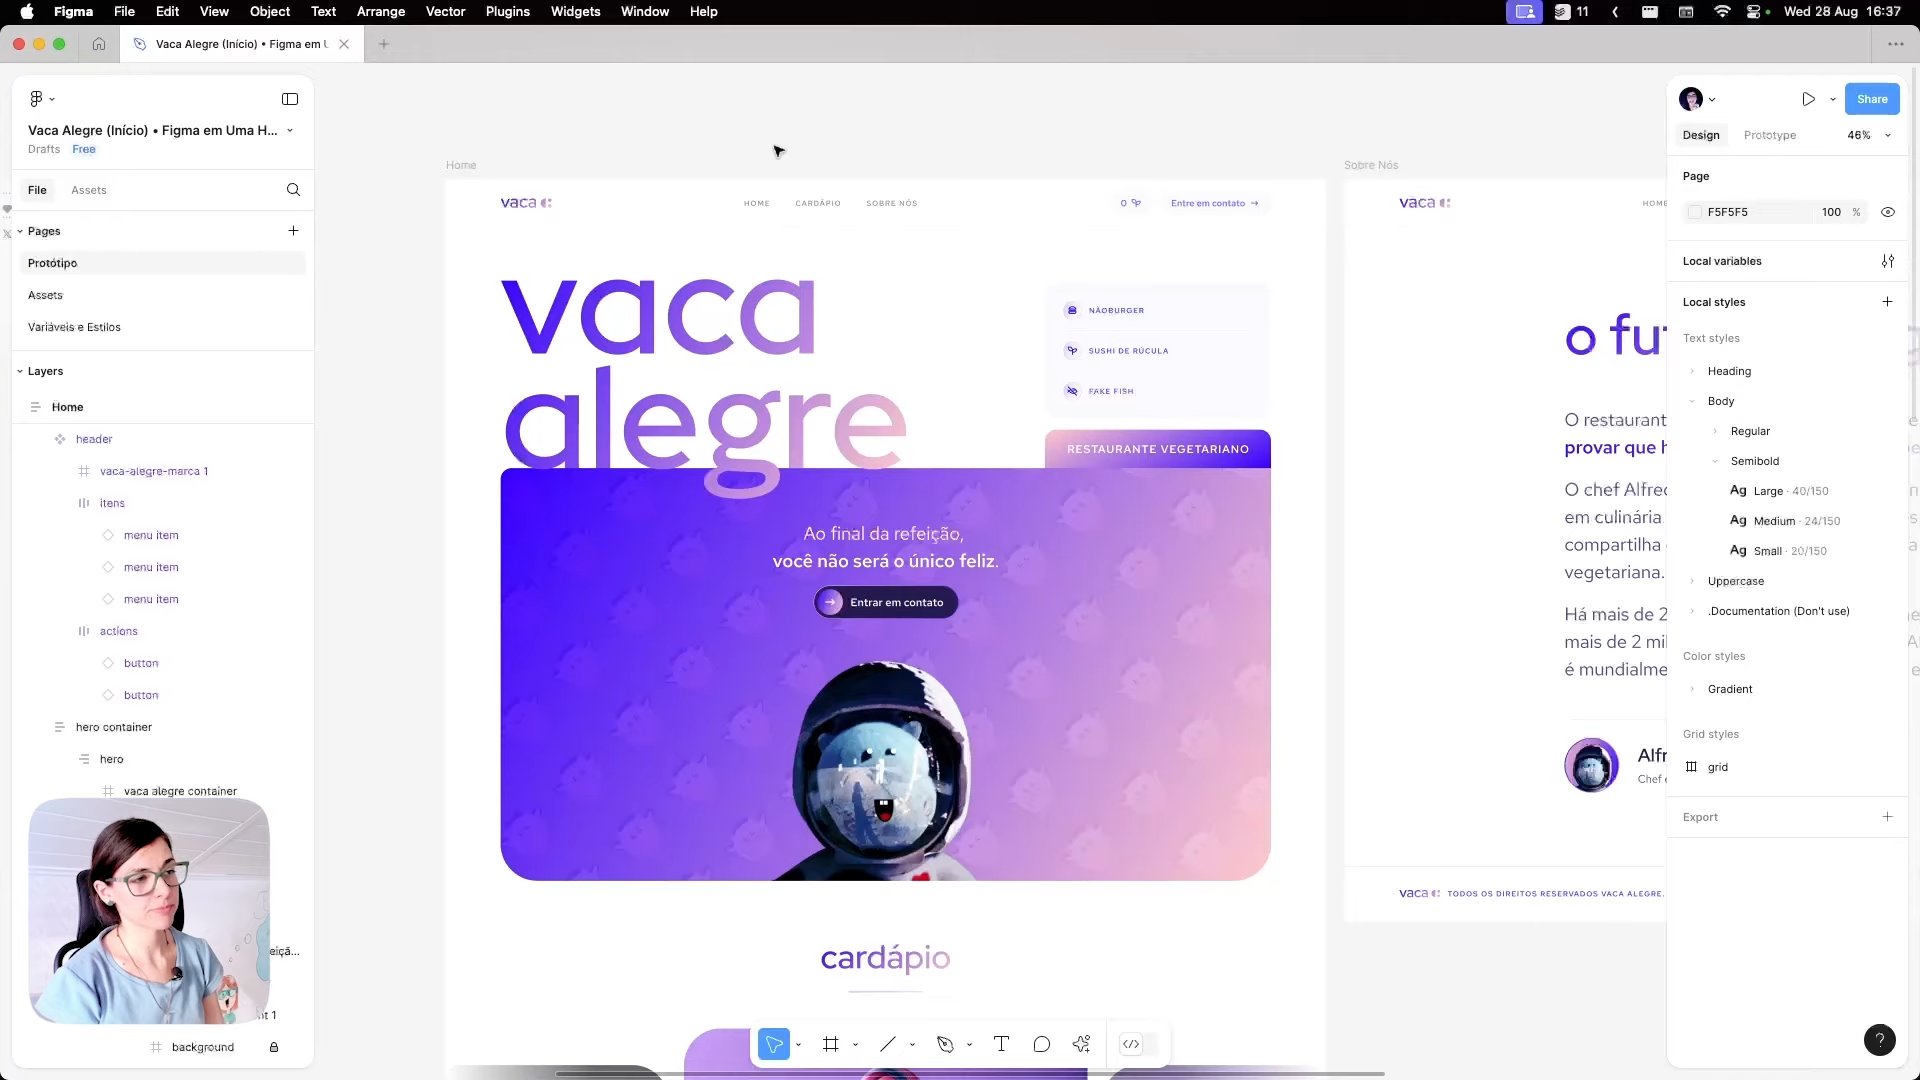 Figma File Edit View Object Text Arrange Vector Plugins Widgets Window Help
11
Wed 28 Aug 16:37
Vaca Alegre (Início) • Figma em U
Vaca Alegre (Início) • Figma em Uma H...
Drafts Free
File Assets
Pages
Protótipo
Assets
Variáveis e Estilos
Layers
Home
header
vaca-alegre-marca 1
itens
menu item
menu item
menu item
actions
button
button
hero container
hero
vaca alegre container
eiçã...
nt 1
background
Home
vaca
HOME CARDÁPIO SOBRE NÓS
0
Entre em contato →
vaca
alegre
NÃOBURGER
SUSHI DE RÚCULA
FAKE FISH
RESTAURANTE VEGETARIANO
Ao final da refeição,
você não será o único feliz.
→ Entrar em contato
cardápio
Sobre Nós
vaca
HOME
o fu
O restaurant
provar que h
O chef Alfred
em culinária
compartilha
vegetariana.
Há mais de 2
mais de 2 mil
é mundialme
Alfr
Chef e
vaca TODOS OS DIREITOS RESERVADOS VACA ALEGRE.
Share
Design Prototype 46%
Page
F5F5F5 100 %
Local variables
Local styles
Text styles
Heading
Body
Regular
Semibold
Ag Large · 40/150
Ag Medium · 24/150
Ag Small · 20/150
Uppercase
.Documentation (Don't use)
Color styles
Gradient
Grid styles
grid
Export
?